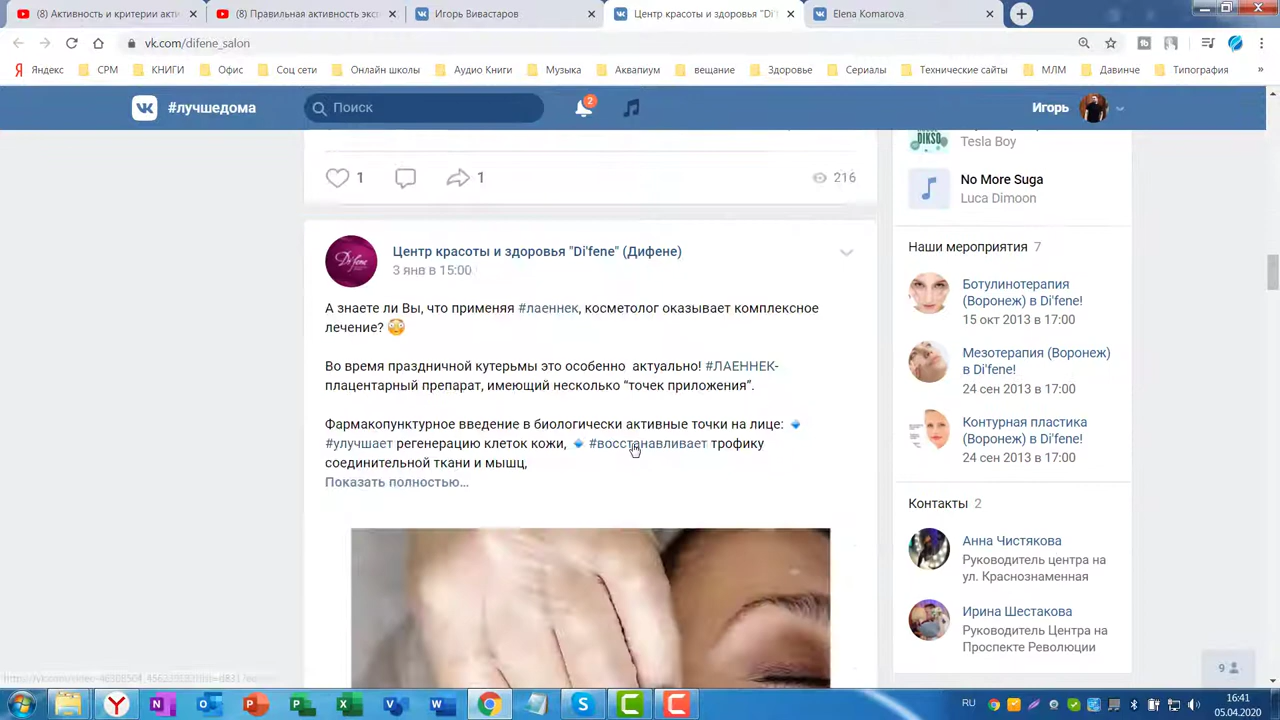 (8) Активность и критерии акти
(8) Правильная активность эксп
Игорь Вивасфоров
Центр красоты и здоровья "Di'f
Elena Komarova
vk.com/difene_salon
Яндекс
СРМ
КНИГИ
Офис
Соц сети
Онлайн школы
Аудио Книги
Музыка
Аквапиум
вещание
Здоровье
Сериалы
Технические сайты
МЛМ
Давинче
Типография
»
#лучшедома
Поиск
2
Игорь
DIKSO
Tesla Boy
1
1
216
No More Suga
Luca Dimoon
Наши мероприятия 7
Di'fene
Центр красоты и здоровья "Di'fene" (Дифене)
3 янв в 15:00
А знаете ли Вы, что применяя #лаеннек, косметолог оказывает комплексное
лечение?
Во время праздничной кутерьмы это особенно актуально! #ЛАЕННЕК-
плацентарный препарат, имеющий несколько “точек приложения”.
Фармакопунктурное введение в биологически активные точки на лице:
#улучшает регенерацию клеток кожи, #восстанавливает трофику
соединительной ткани и мышц,
Показать полностью...
Ботулинотерапия
(Воронеж) в Di'fene!
15 окт 2013 в 17:00
Мезотерапия (Воронеж)
в Di'fene!
24 сен 2013 в 17:00
Контурная пластика
(Воронеж) в Di'fene!
24 сен 2013 в 17:00
Контакты 2
Анна Чистякова
Руководитель центра на
ул. Краснознаменная
Ирина Шестакова
Руководитель Центра на
Проспекте Революции
9
RU
16:41
05.04.2020